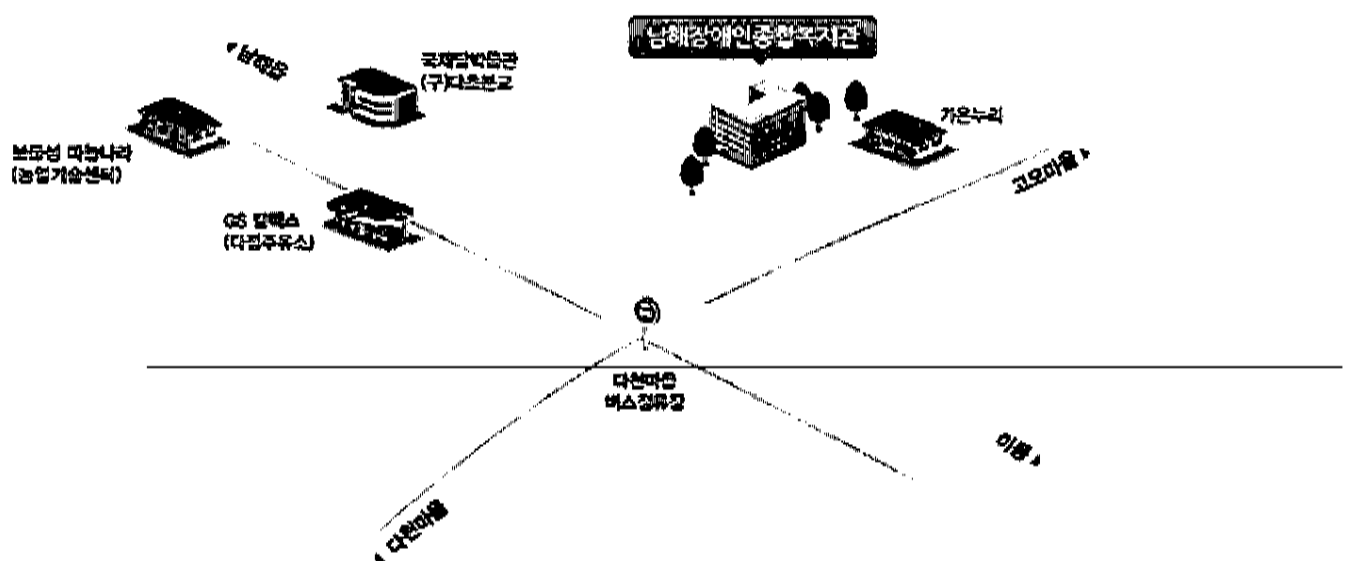 남해장애인종합복지관
남해읍
국제탈박물관
(구)다초분교
가온누리
보물섬 마늘나라
(농업기술센터)
고모마을
GS 칼텍스
(다정주유소)
다천마을
버스정류장
이동
다천마을